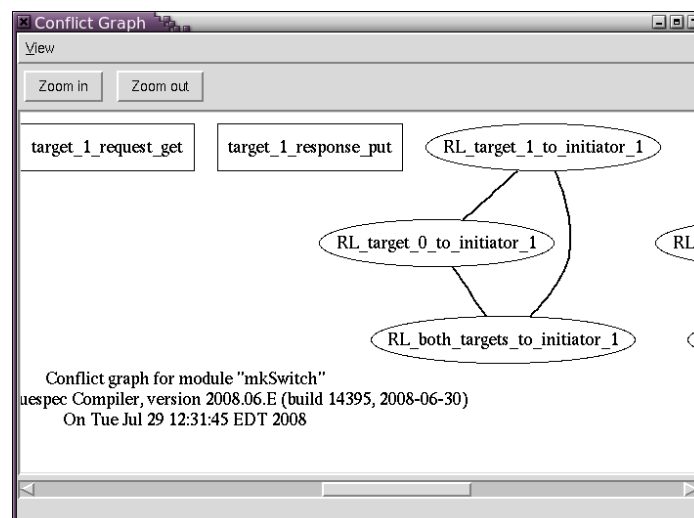 Conflict Graph
View
Zoom in Zoom out
target_1_request_get target_1_response_put RL_target_1_to_initiator_1
RL_target_0_to_initiator_1 RL_
RL_both_targets_to_initiator_1
Conflict graph for module "mkSwitch"
uespec Compiler, version 2008.06.E (build 14395, 2008-06-30)
On Tue Jul 29 12:31:45 EDT 2008